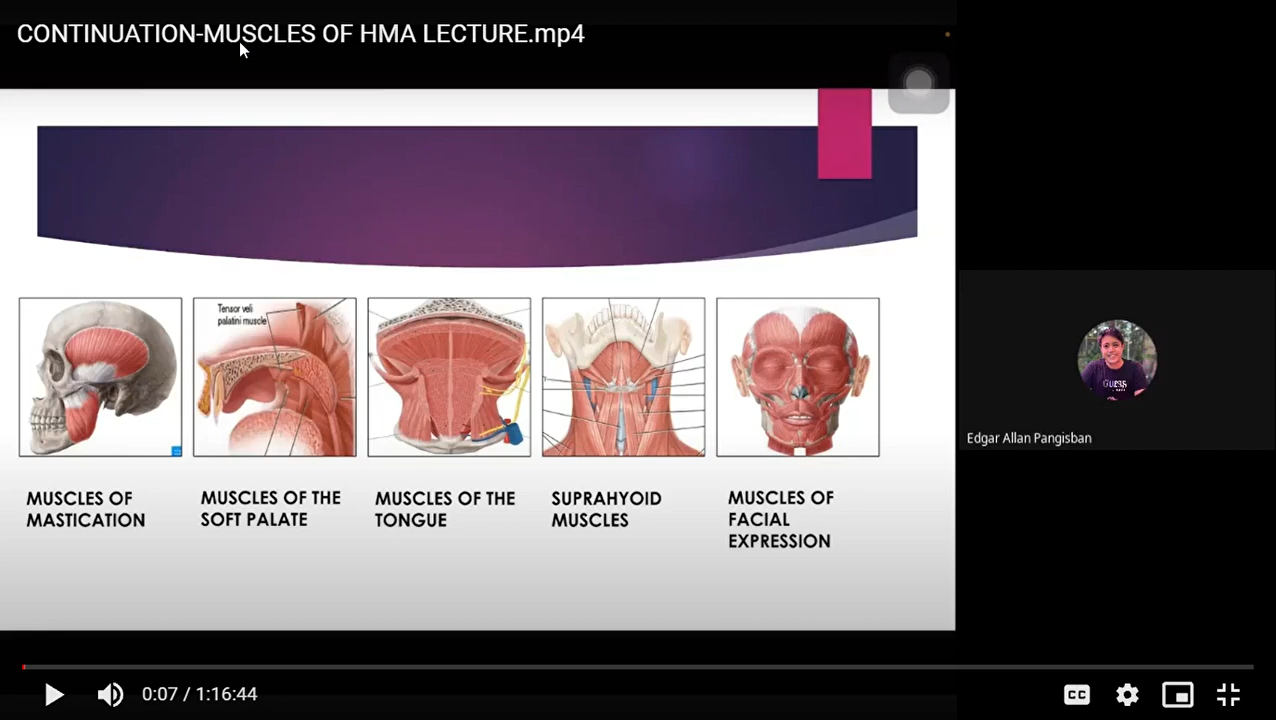 CONTINUATION-MUSCLES OF HMA LECTURE.mp4
Tensor veli
palatini muscle
MUSCLES OF
MASTICATION
MUSCLES OF THE
SOFT PALATE
MUSCLES OF THE
TONGUE
SUPRAHYOID
MUSCLES
MUSCLES OF
FACIAL
EXPRESSION
GUESS
Edgar Allan Pangisban
0:07 / 1:16:44
CC